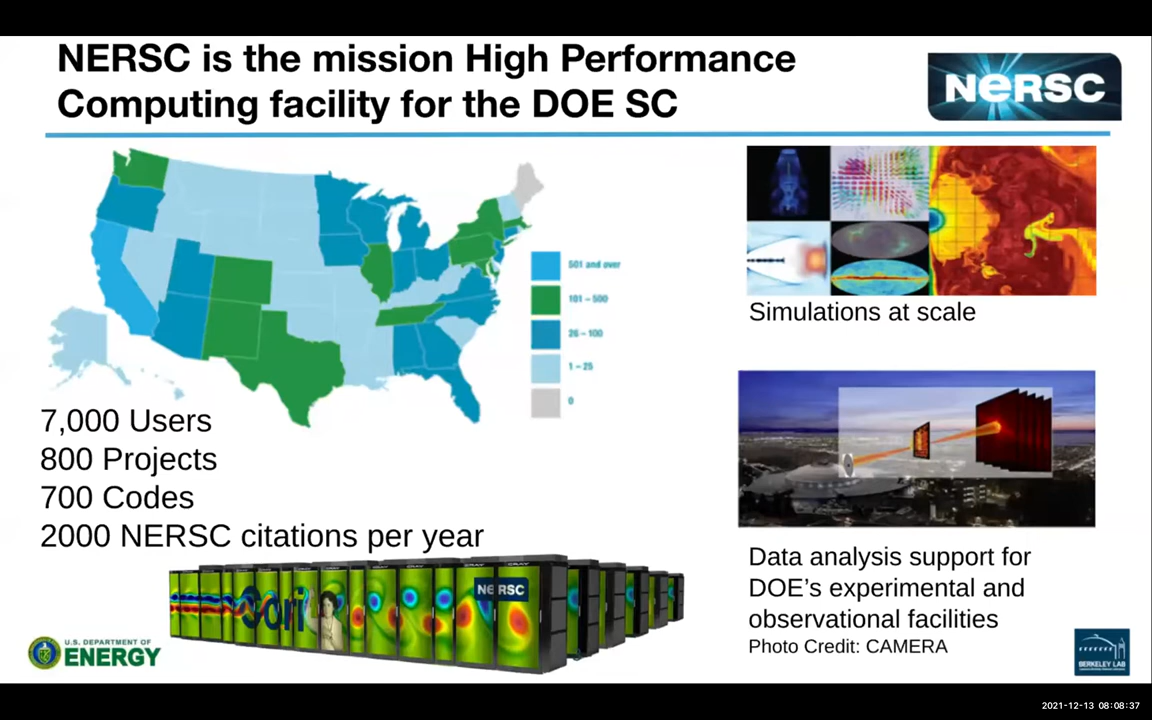 NERSC is the mission High Performance
Computing facility for the DOE SC
NERSC
501 and over
101 – 500
26 – 100
1 – 25
0
Simulations at scale
7,000 Users
800 Projects
700 Codes
2000 NERSC citations per year
Cori
NERSC
Data analysis support for
DOE's experimental and
observational facilities
Photo Credit: CAMERA
U.S. DEPARTMENT OF
ENERGY
BERKELEY LAB
2021-12-13 08:08:37